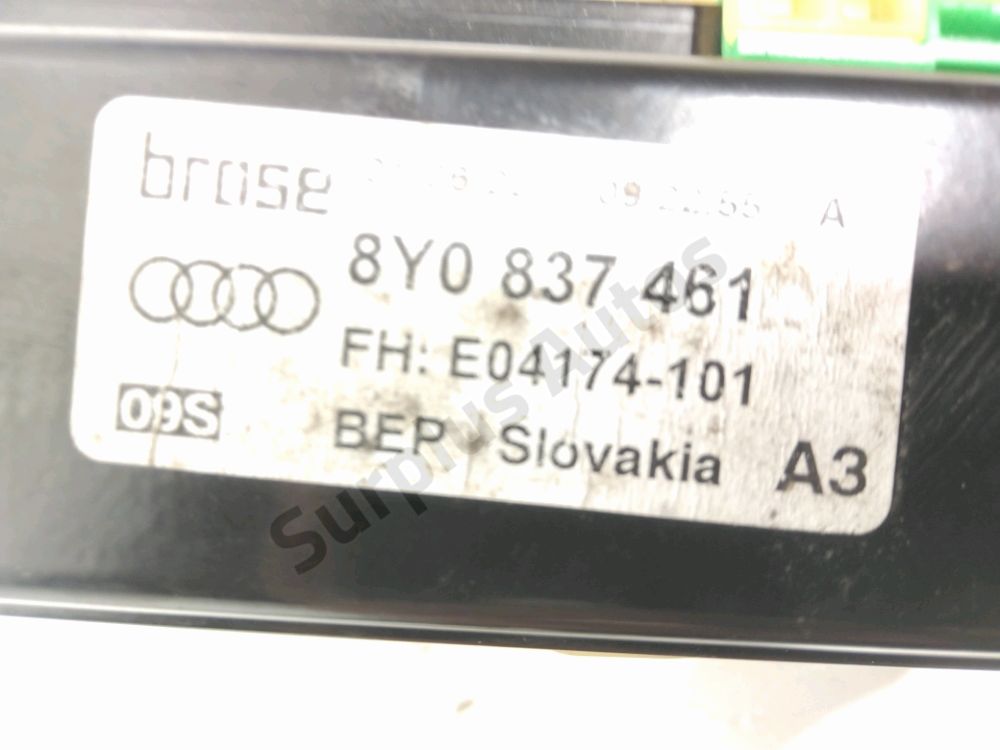 brose A
8Y0 837 461
FH: E04174-101
09S BEP Slovakia A3
Surplus Autos